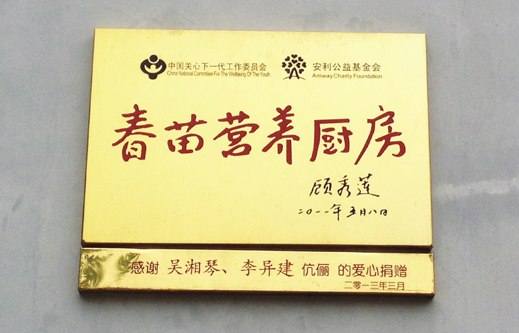 中国关心下一代工作委员会
China National Committee For The Wellbeing Of The Youth
安利公益基金会
Amway Charity Foundation
春苗营养厨房
顾秀莲
二〇一一年五月八日
感谢 吴湘琴、李异建 伉俪 的爱心捐赠
二零一三年三月